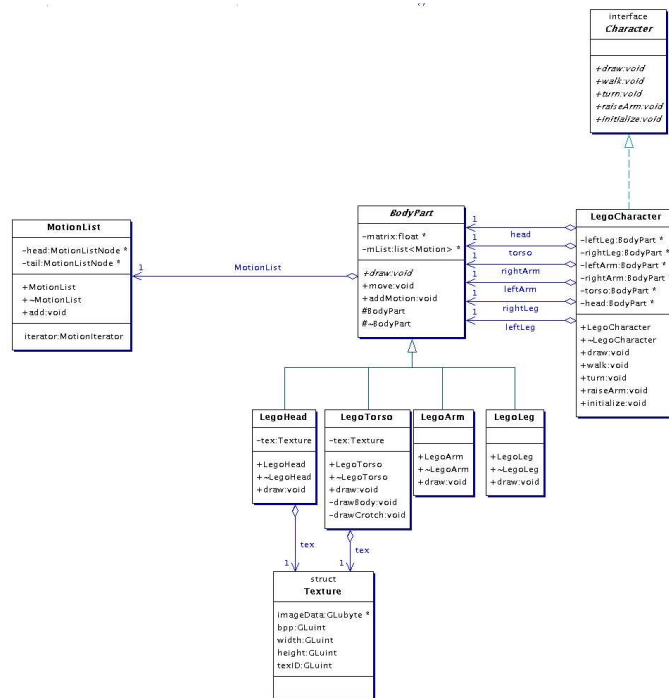 interface
Character
+draw:void
+walk:void
+turn:void
+raiseArm:void
+initialize:void
MotionList
-head:MotionListNode *
-tail:MotionListNode *
+MotionList
+~MotionList
+add:void
iterator:MotionIterator
1
MotionList
BodyPart
-matrix:float *
-mList:list<Motion> *
+draw:void
+move:void
+addMotion:void
#BodyPart
#~BodyPart
1
head
1
torso
1
rightArm
1
leftArm
1
rightLeg
1
leftLeg
LegoCharacter
-leftLeg:BodyPart *
-rightLeg:BodyPart *
-leftArm:BodyPart *
-rightArm:BodyPart *
-torso:BodyPart *
-head:BodyPart *
+LegoCharacter
+~LegoCharacter
+draw:void
+walk:void
+turn:void
+raiseArm:void
+initialize:void
LegoHead
-tex:Texture
+LegoHead
+~LegoHead
+draw:void
LegoTorso
-tex:Texture
+LegoTorso
+~LegoTorso
+draw:void
-drawBody:void
-drawCrotch:void
LegoArm
+LegoArm
+~LegoArm
+draw:void
LegoLeg
+LegoLeg
+~LegoLeg
+draw:void
tex
1
tex
1
struct
Texture
imageData:GLubyte *
bpp:GLuint
width:GLuint
height:GLuint
texID:GLuint